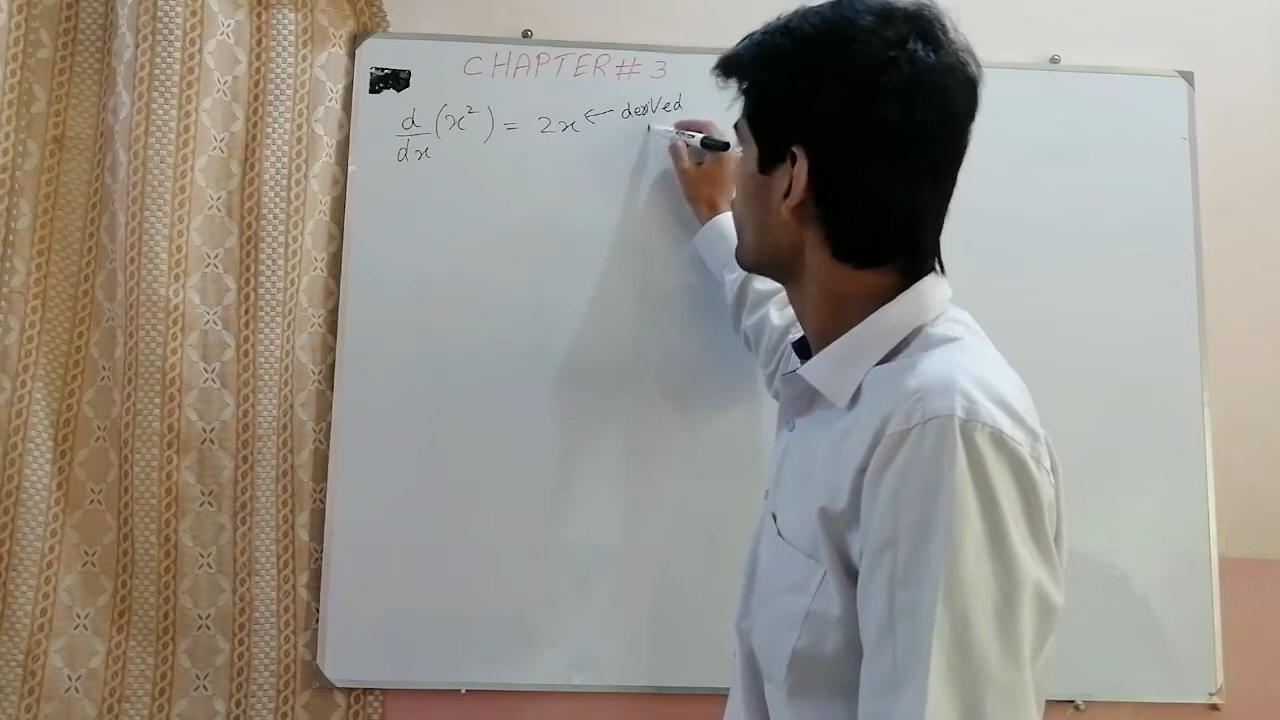 CHAPTER # 3
d/dx (x²) = 2x ← derived